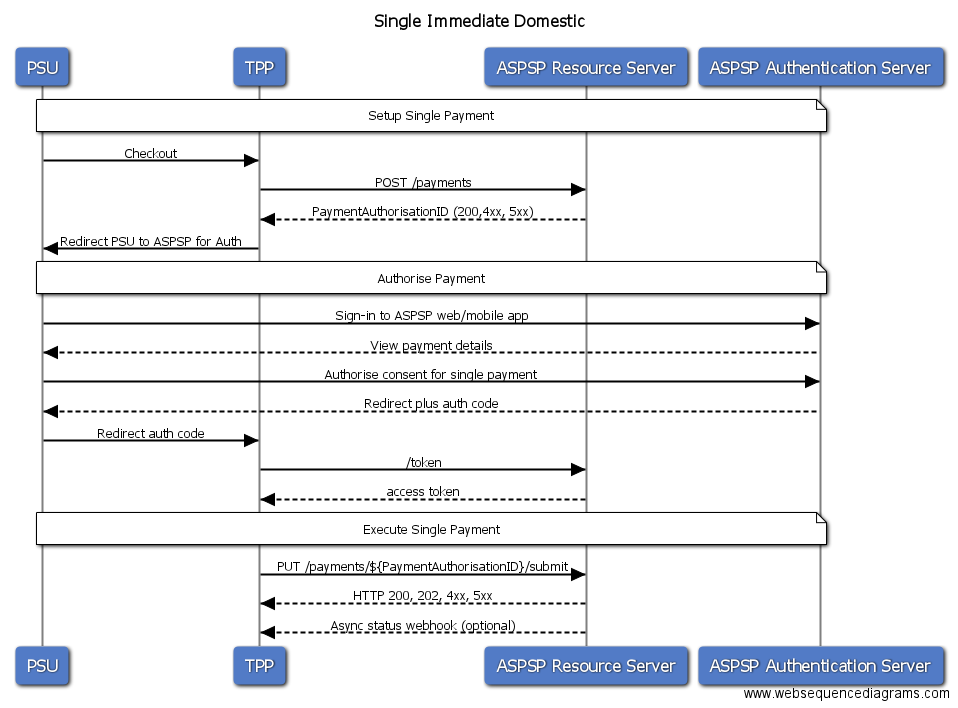 Single Immediate Domestic
PSU TPP ASPSP Resource Server ASPSP Authentication Server
Setup Single Payment
Checkout
POST /payments
PaymentAuthorisationID (200,4xx, 5xx)
Redirect PSU to ASPSP for Auth
Authorise Payment
Sign-in to ASPSP web/mobile app
View payment details
Authorise consent for single payment
Redirect plus auth code
Redirect auth code
/token
access token
Execute Single Payment
PUT /payments/${PaymentAuthorisationID}/submit
HTTP 200, 202, 4xx, 5xx
Async status webhook (optional)
PSU TPP ASPSP Resource Server ASPSP Authentication Server
www.websequencediagrams.com